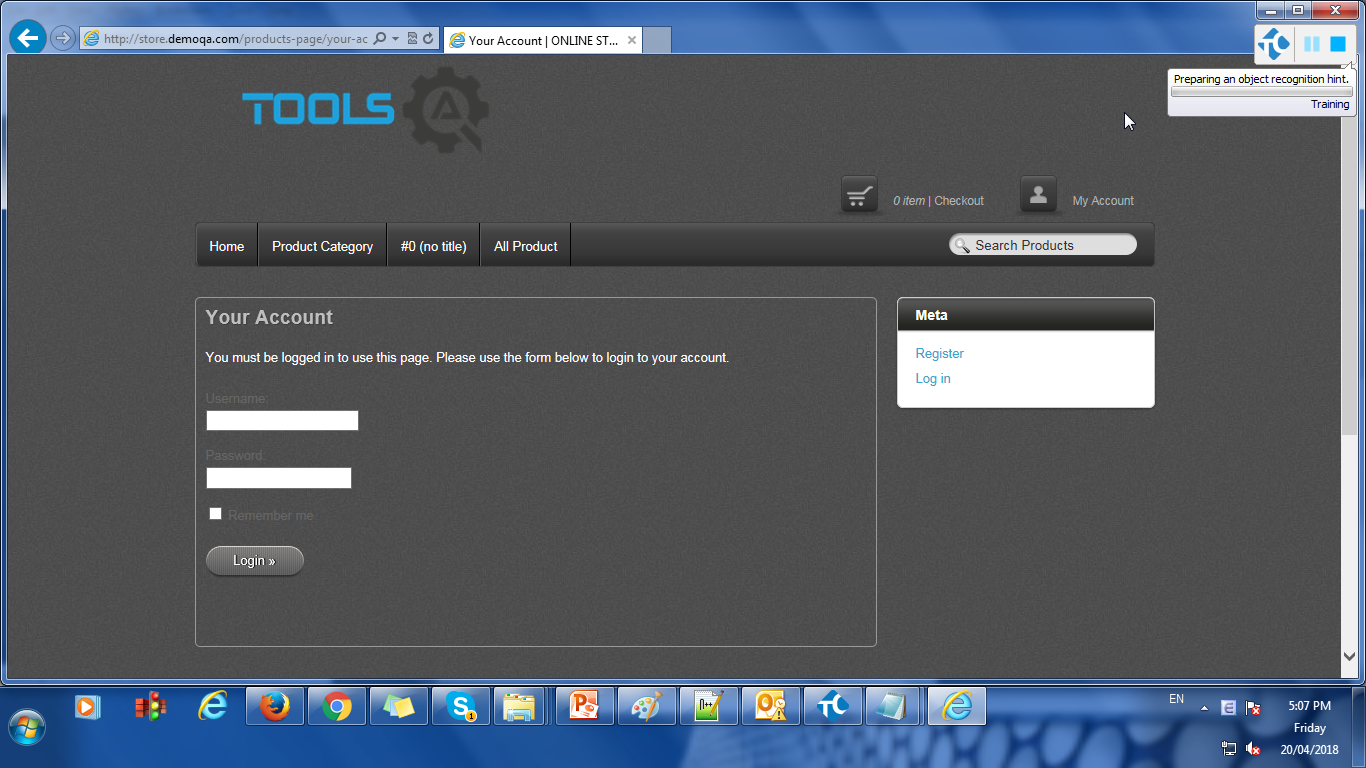 http://store.demoqa.com/products-page/your-ac
Your Account | ONLINE ST...
Preparing an object recognition hint.
Training
TOOLS
0 item | Checkout
My Account
Home
Product Category
#0 (no title)
All Product
Search Products
Your Account
You must be logged in to use this page. Please use the form below to login to your account.
Username:
Password:
Remember me
Login »
Meta
Register
Log in
EN
5:07 PM
Friday
20/04/2018